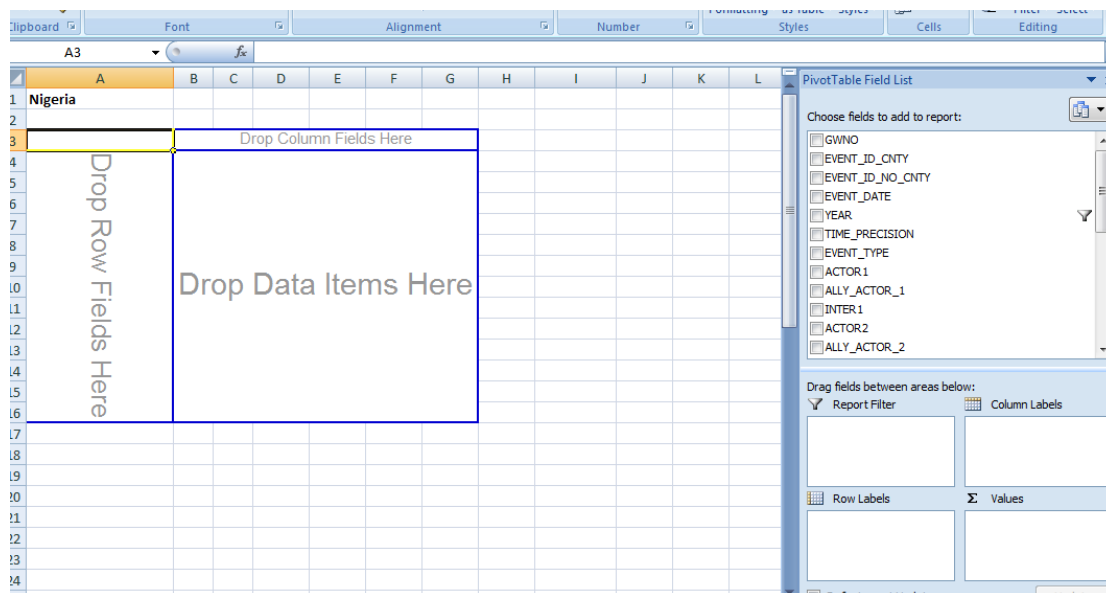 Clipboard Font Alignment Number Styles Cells Editing
A3 fx
A B C D E F G H I J K L
PivotTable Field List
1 Nigeria
2
Choose fields to add to report:
3 Drop Column Fields Here
GWNO
4
EVENT_ID_CNTY
5
EVENT_ID_NO_CNTY
6
EVENT_DATE
7
YEAR
8
TIME_PRECISION
9
EVENT_TYPE
10
ACTOR1
11
ALLY_ACTOR_1
12
INTER1
13
ACTOR2
14
ALLY_ACTOR_2
15
16
Drop Row Fields Here
Drop Data Items Here
Drag fields between areas below:
Report Filter Column Labels
17
18
19
20
Row Labels Σ Values
21
22
23
24